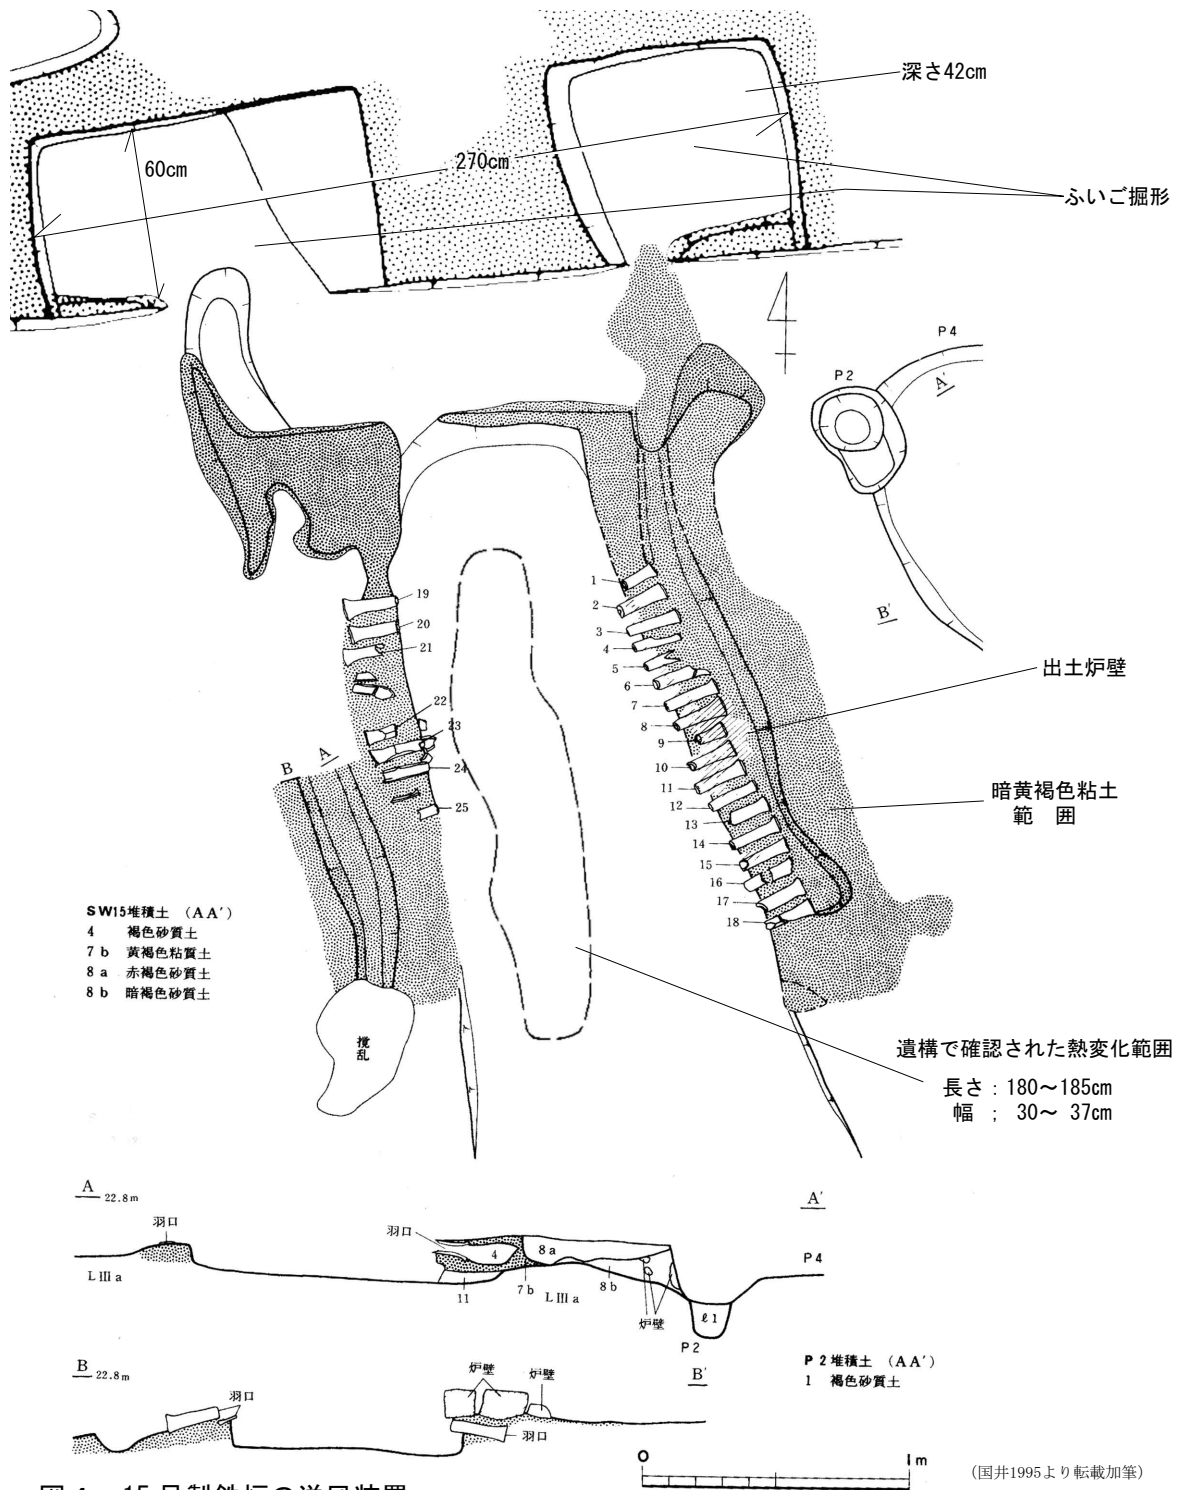 深さ42cm
60cm
270cm
ふいご掘形
P4
P2
A'
B'
1
2
3
4
5
6
7
8
9
10
11
12
13
14
15
16
17
18
19
20
21
22
23
24
25
出土炉壁
暗黄褐色粘土
範 囲
B A
SW15堆積土 (AA')
4 褐色砂質土
7b 黄褐色粘質土
8a 赤褐色砂質土
8b 暗褐色砂質土
攪乱
遺構で確認された熱変化範囲
長さ：180〜185cm
幅 ； 30〜 37cm
A 22.8m A'
羽口 羽口
4 8a P4
LⅢa 11 7b LⅢa 8b
炉壁
ℓ1
P2
B 22.8m B'
炉壁 炉壁
羽口
羽口
P2堆積土 (AA')
1 褐色砂質土
0 1m
(国井1995より転載加筆)